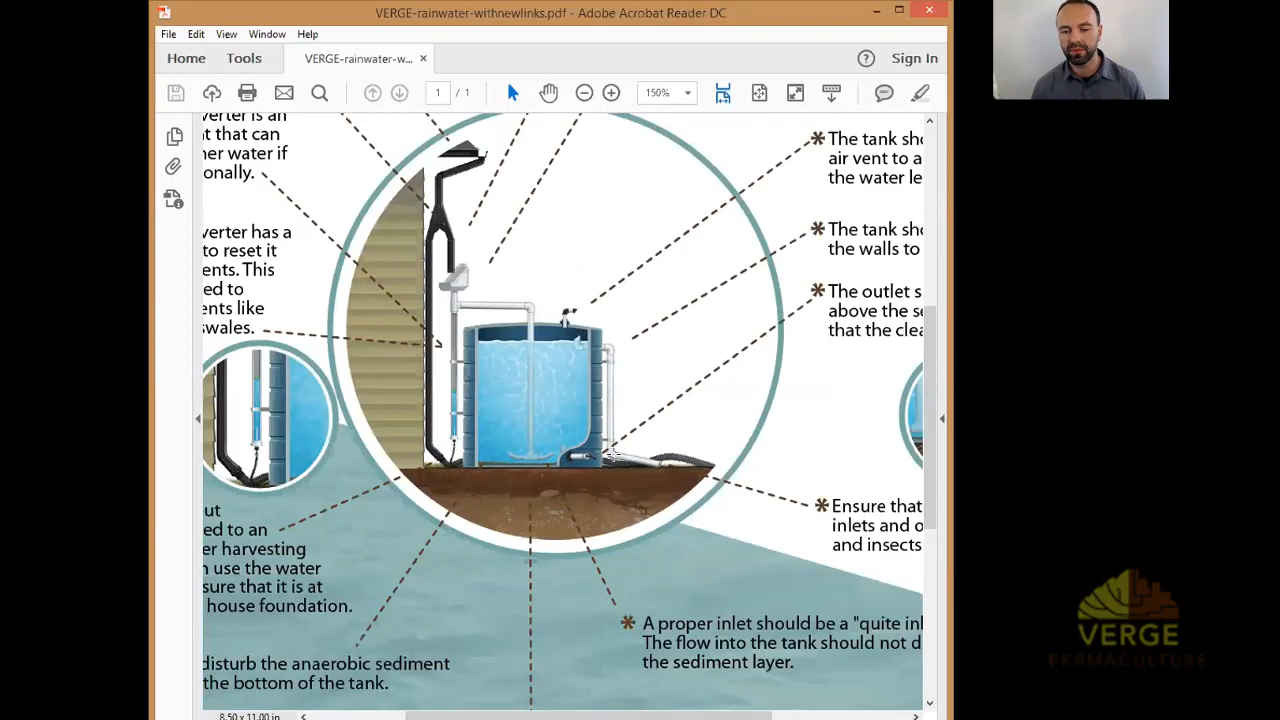 VERGE-rainwater-withnewlinks.pdf - Adobe Acrobat Reader DC
File Edit View Window Help
Home Tools VERGE-rainwater-w... × Sign In
1 / 1 150%
verter is an
t that can
her water if
onally.
verter has a
to reset it
ents. This
ed to
ents like
swales.
The tank sho
air vent to a
the water le
The tank sho
the walls to
The outlet s
above the se
that the clea
Ensure that
inlets and o
and insects
ut
ed to an
er harvesting
n use the water
sure that it is at
house foundation.
disturb the anaerobic sediment
the bottom of the tank.
A proper inlet should be a "quite inl
The flow into the tank should not d
the sediment layer.
8.50 x 11.00 in
VERGE
PERMACULTURE